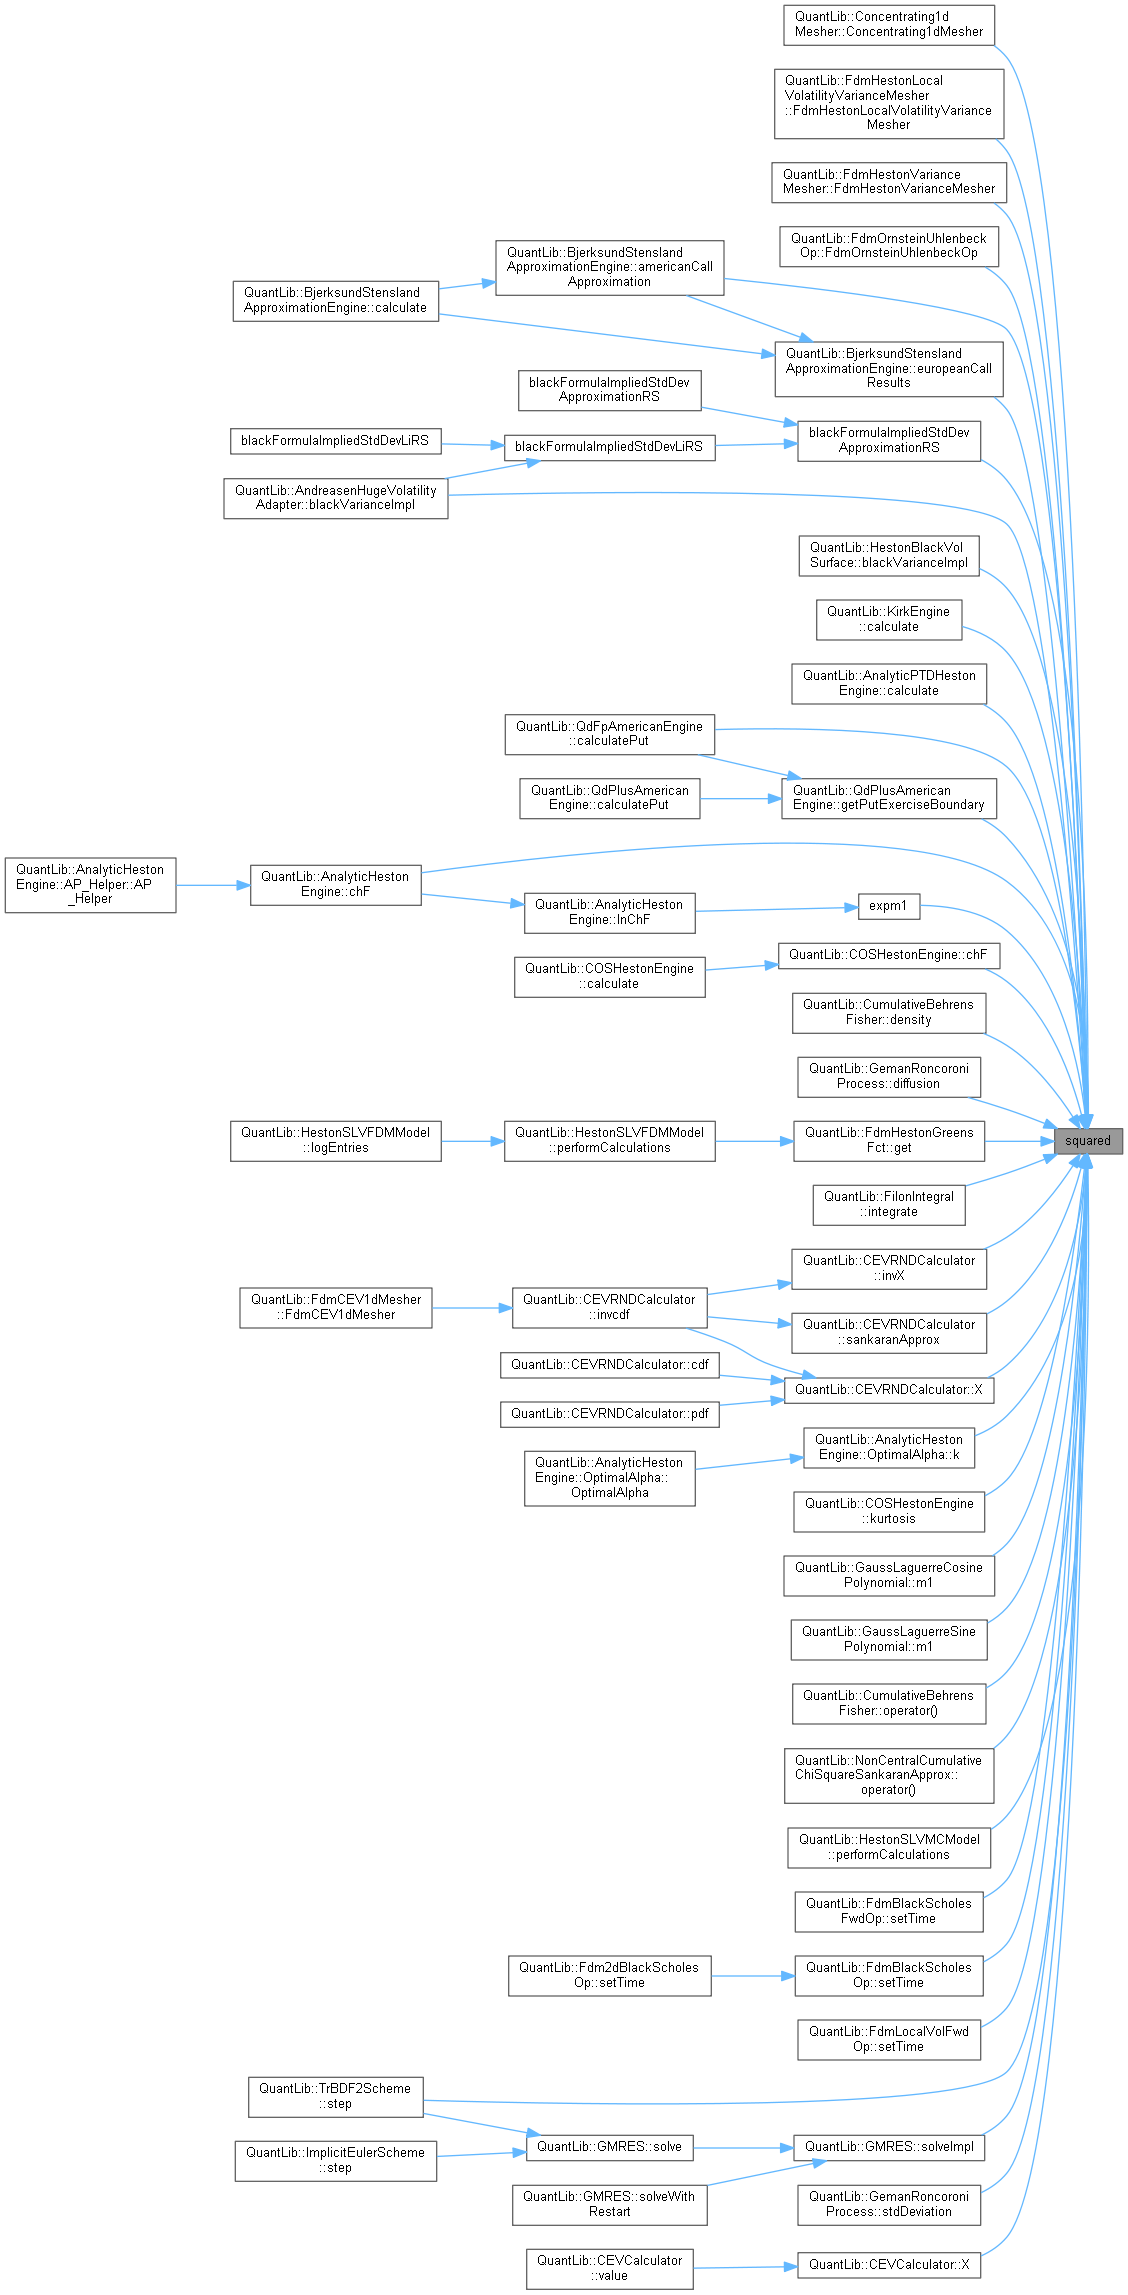 QuantLib::Concentrating1d
Mesher::Concentrating1dMesher
QuantLib::FdmHestonLocal
VolatilityVarianceMesher
::FdmHestonLocalVolatilityVariance
Mesher
QuantLib::FdmHestonVariance
Mesher::FdmHestonVarianceMesher
QuantLib::FdmOrnsteinUhlenbeck
Op::FdmOrnsteinUhlenbeckOp
QuantLib::BjerksundStensland
ApproximationEngine::americanCall
Approximation
QuantLib::BjerksundStensland
ApproximationEngine::calculate
QuantLib::BjerksundStensland
ApproximationEngine::europeanCall
Results
blackFormulaImpliedStdDev
ApproximationRS
blackFormulaImpliedStdDevLiRS
blackFormulaImpliedStdDevLiRS
blackFormulaImpliedStdDev
ApproximationRS
QuantLib::AndreasenHugeVolatility
Adapter::blackVarianceImpl
QuantLib::HestonBlackVol
Surface::blackVarianceImpl
QuantLib::KirkEngine
::calculate
QuantLib::AnalyticPTDHeston
Engine::calculate
QuantLib::QdFpAmericanEngine
::calculatePut
QuantLib::QdPlusAmerican
Engine::calculatePut
QuantLib::QdPlusAmerican
Engine::getPutExerciseBoundary
QuantLib::AnalyticHeston
Engine::AP_Helper::AP
_Helper
QuantLib::AnalyticHeston
Engine::chF
QuantLib::AnalyticHeston
Engine::lnChF
expm1
QuantLib::COSHestonEngine
::calculate
QuantLib::COSHestonEngine::chF
QuantLib::CumulativeBehrens
Fisher::density
QuantLib::GemanRoncoroni
Process::diffusion
squared
QuantLib::HestonSLVFDMModel
::logEntries
QuantLib::HestonSLVFDMModel
::performCalculations
QuantLib::FdmHestonGreens
Fct::get
QuantLib::FilonIntegral
::integrate
QuantLib::CEVRNDCalculator
::invX
QuantLib::FdmCEV1dMesher
::FdmCEV1dMesher
QuantLib::CEVRNDCalculator
::invcdf
QuantLib::CEVRNDCalculator
::sankaranApprox
QuantLib::CEVRNDCalculator::cdf
QuantLib::CEVRNDCalculator::X
QuantLib::CEVRNDCalculator::pdf
QuantLib::AnalyticHeston
Engine::OptimalAlpha::k
QuantLib::AnalyticHeston
Engine::OptimalAlpha::
OptimalAlpha
QuantLib::COSHestonEngine
::kurtosis
QuantLib::GaussLaguerreCosine
Polynomial::m1
QuantLib::GaussLaguerreSine
Polynomial::m1
QuantLib::CumulativeBehrens
Fisher::operator()
QuantLib::NonCentralCumulative
ChiSquareSankaranApprox::
operator()
QuantLib::HestonSLVMCModel
::performCalculations
QuantLib::FdmBlackScholes
FwdOp::setTime
QuantLib::Fdm2dBlackScholes
Op::setTime
QuantLib::FdmBlackScholes
Op::setTime
QuantLib::FdmLocalVolFwd
Op::setTime
QuantLib::TrBDF2Scheme
::step
QuantLib::ImplicitEulerScheme
::step
QuantLib::GMRES::solve
QuantLib::GMRES::solveImpl
QuantLib::GMRES::solveWith
Restart
QuantLib::GemanRoncoroni
Process::stdDeviation
QuantLib::CEVCalculator
::value
QuantLib::CEVCalculator::X